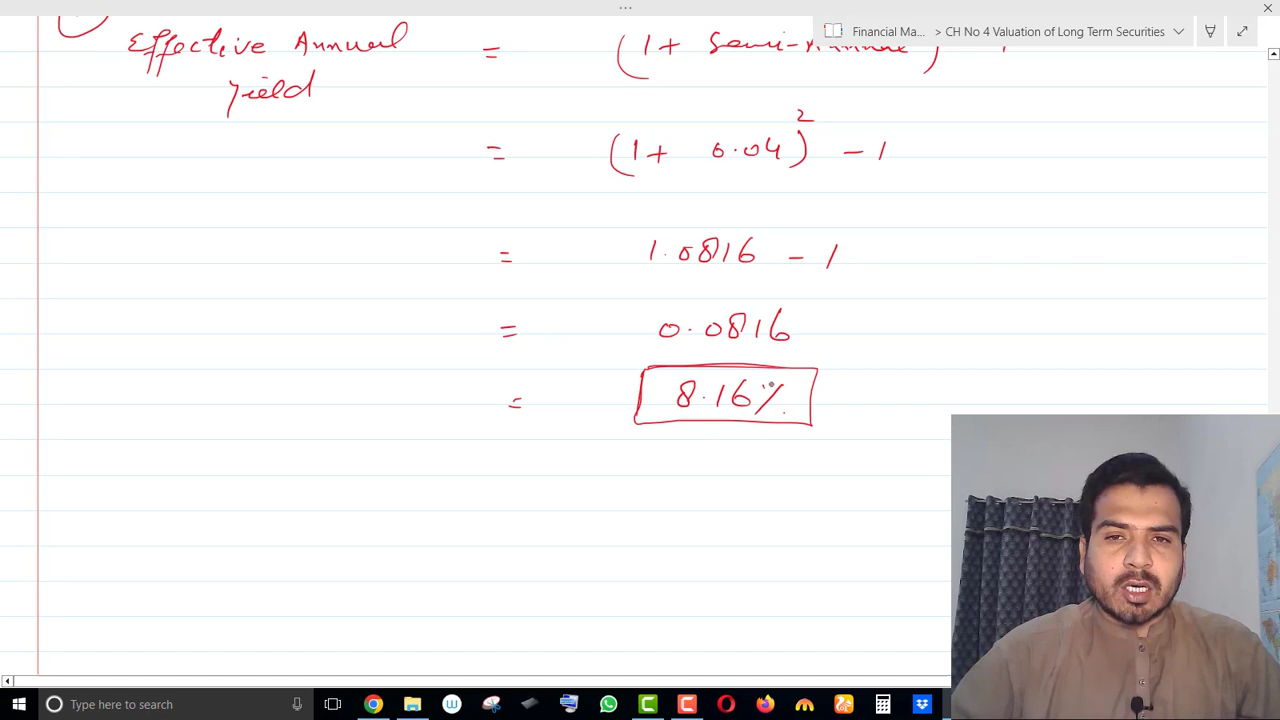 Financial Ma... > CH No 4 Valuation of Long Term Securities
Effective Annual = (1+ Semi-Annual) - 1
Yield
= (1+ 0.04)² - 1
= 1.0816 - 1
= 0.0816
= 8.16%
Type here to search